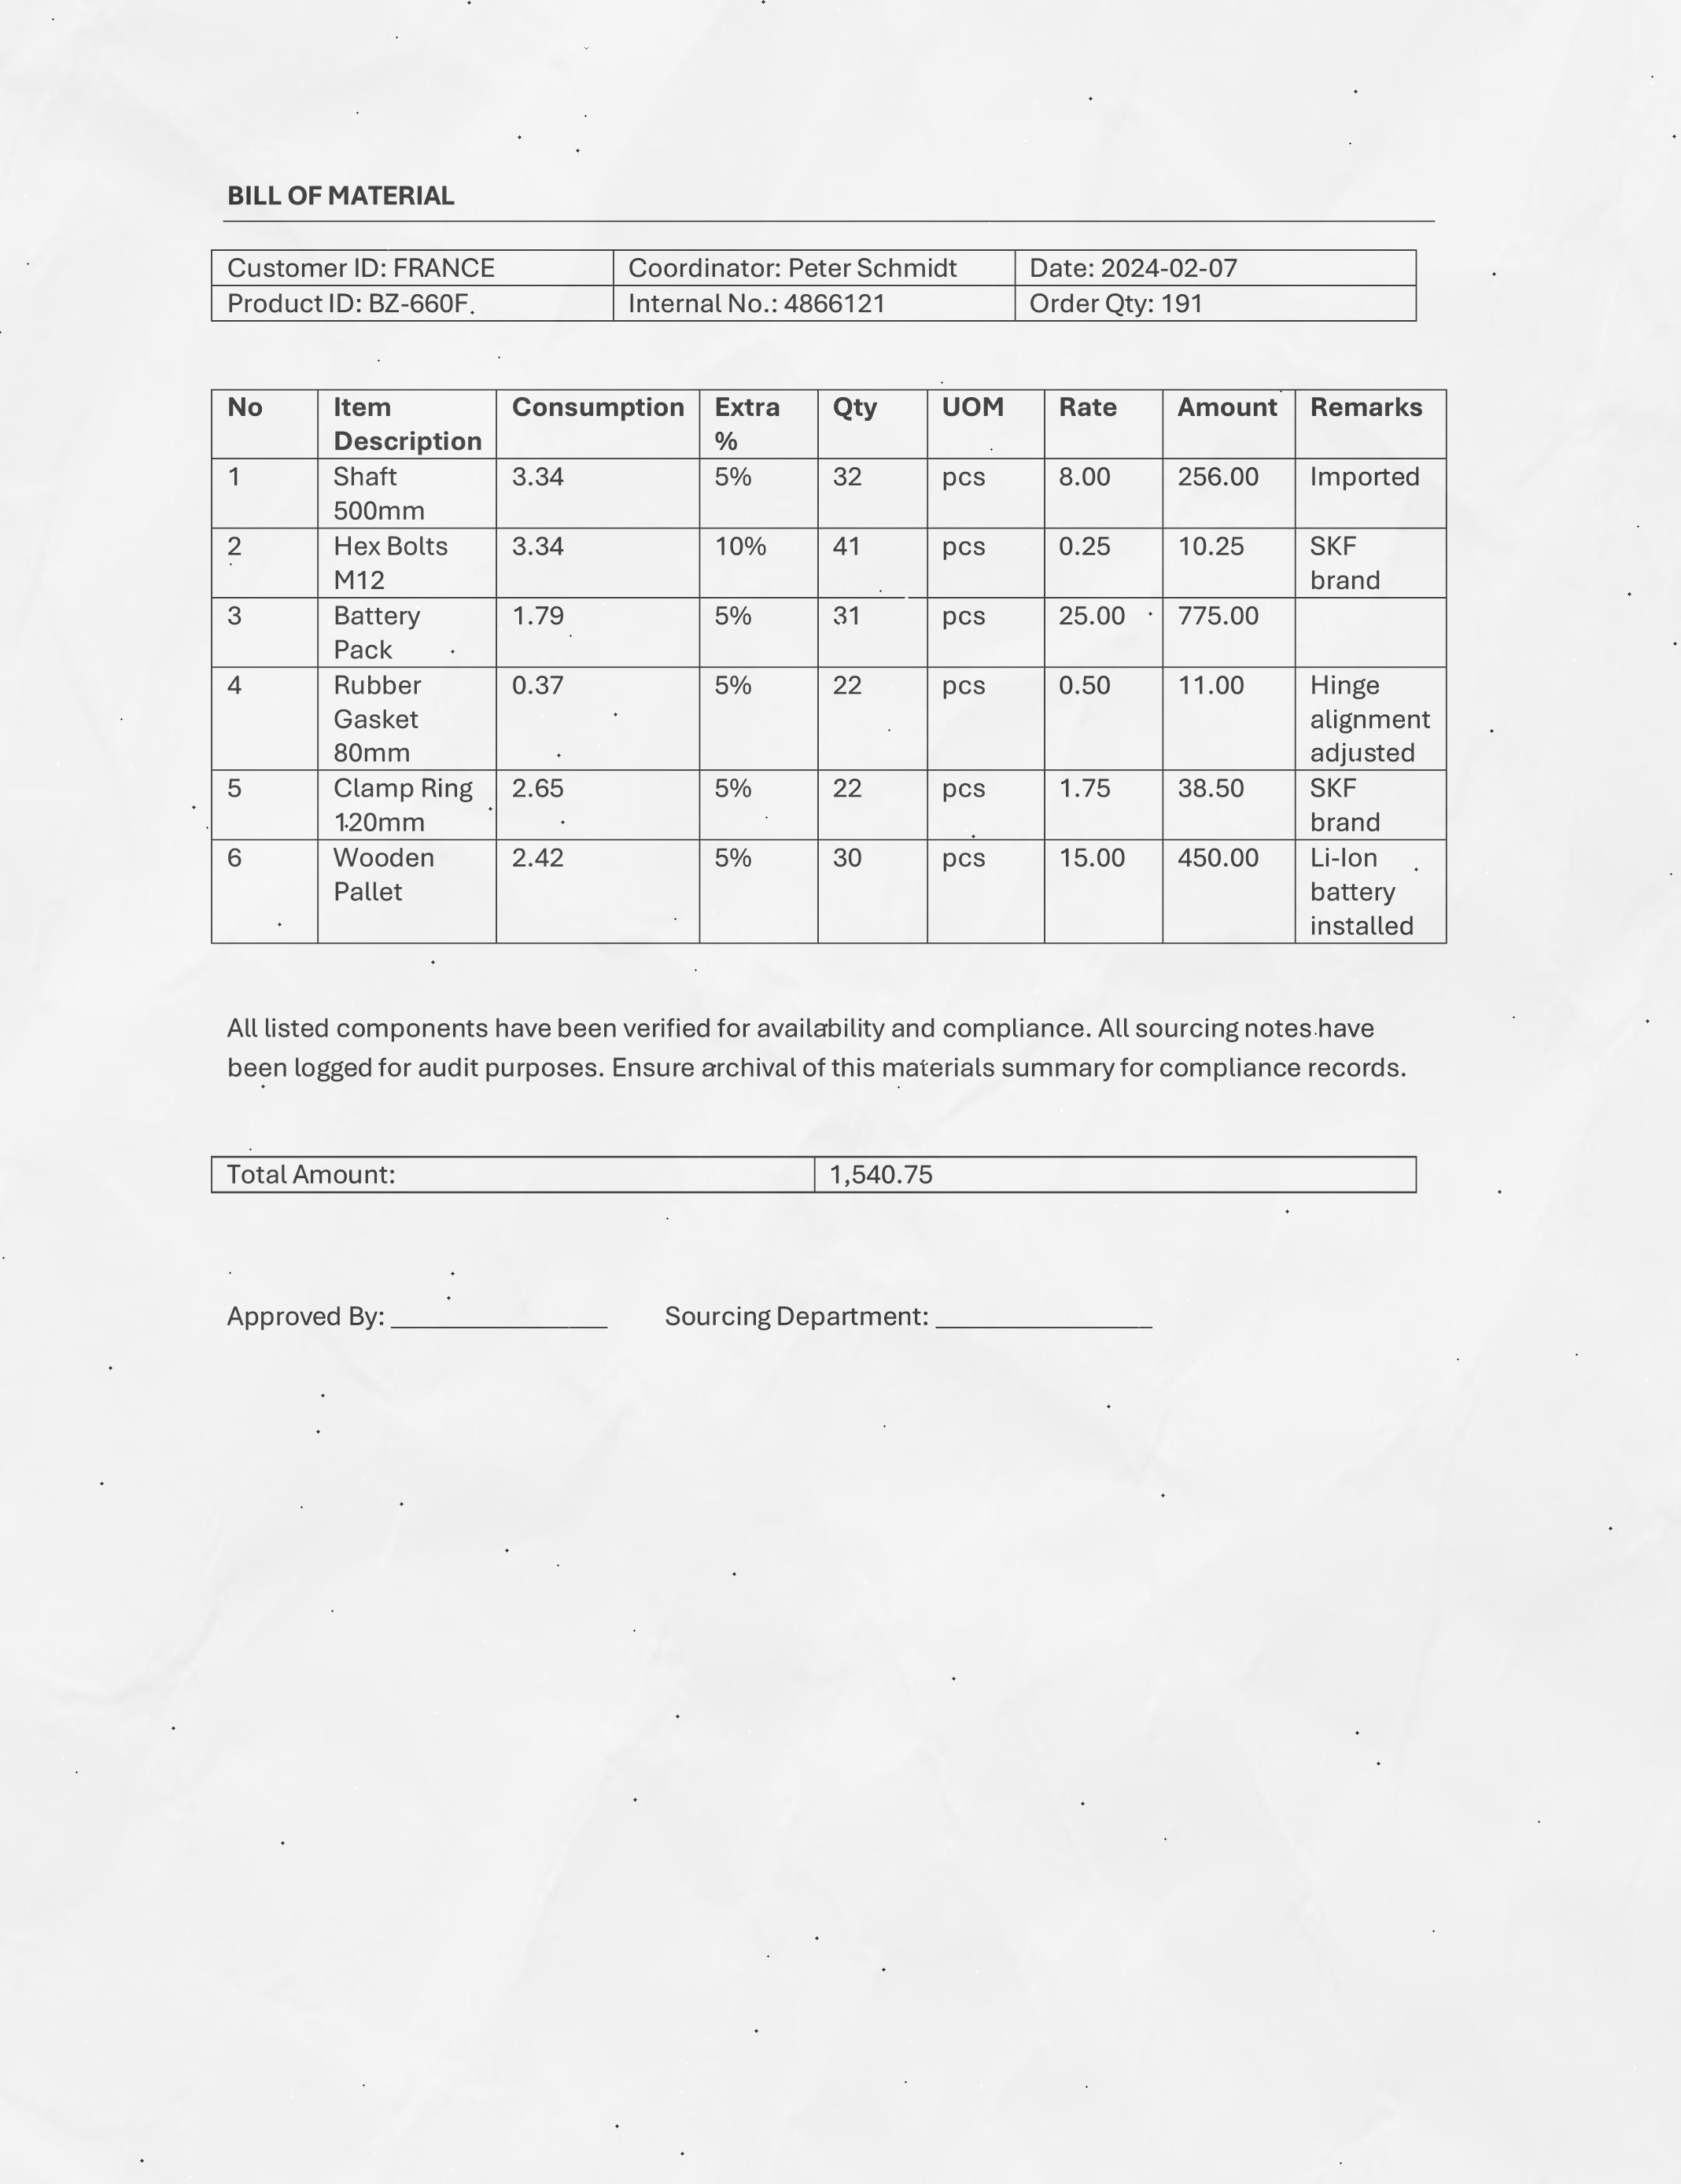 BILL OF MATERIAL
Customer ID: FRANCE Coordinator: Peter Schmidt Date: 2024-02-07
Product ID: BZ-660F Internal No.: 4866121 Order Qty: 191
No Item Description Consumption Extra % Qty UOM Rate Amount Remarks
1 Shaft 500mm 3.34 5% 32 pcs 8.00 256.00 Imported
2 Hex Bolts M12 3.34 10% 41 pcs 0.25 10.25 SKF brand
3 Battery Pack 1.79 5% 31 pcs 25.00 775.00
4 Rubber Gasket 80mm 0.37 5% 22 pcs 0.50 11.00 Hinge alignment adjusted
5 Clamp Ring 120mm 2.65 5% 22 pcs 1.75 38.50 SKF brand
6 Wooden Pallet 2.42 5% 30 pcs 15.00 450.00 Li-Ion battery installed
All listed components have been verified for availability and compliance. All sourcing notes have
been logged for audit purposes. Ensure archival of this materials summary for compliance records.
Total Amount: 1,540.75
Approved By: ________________ Sourcing Department: ________________